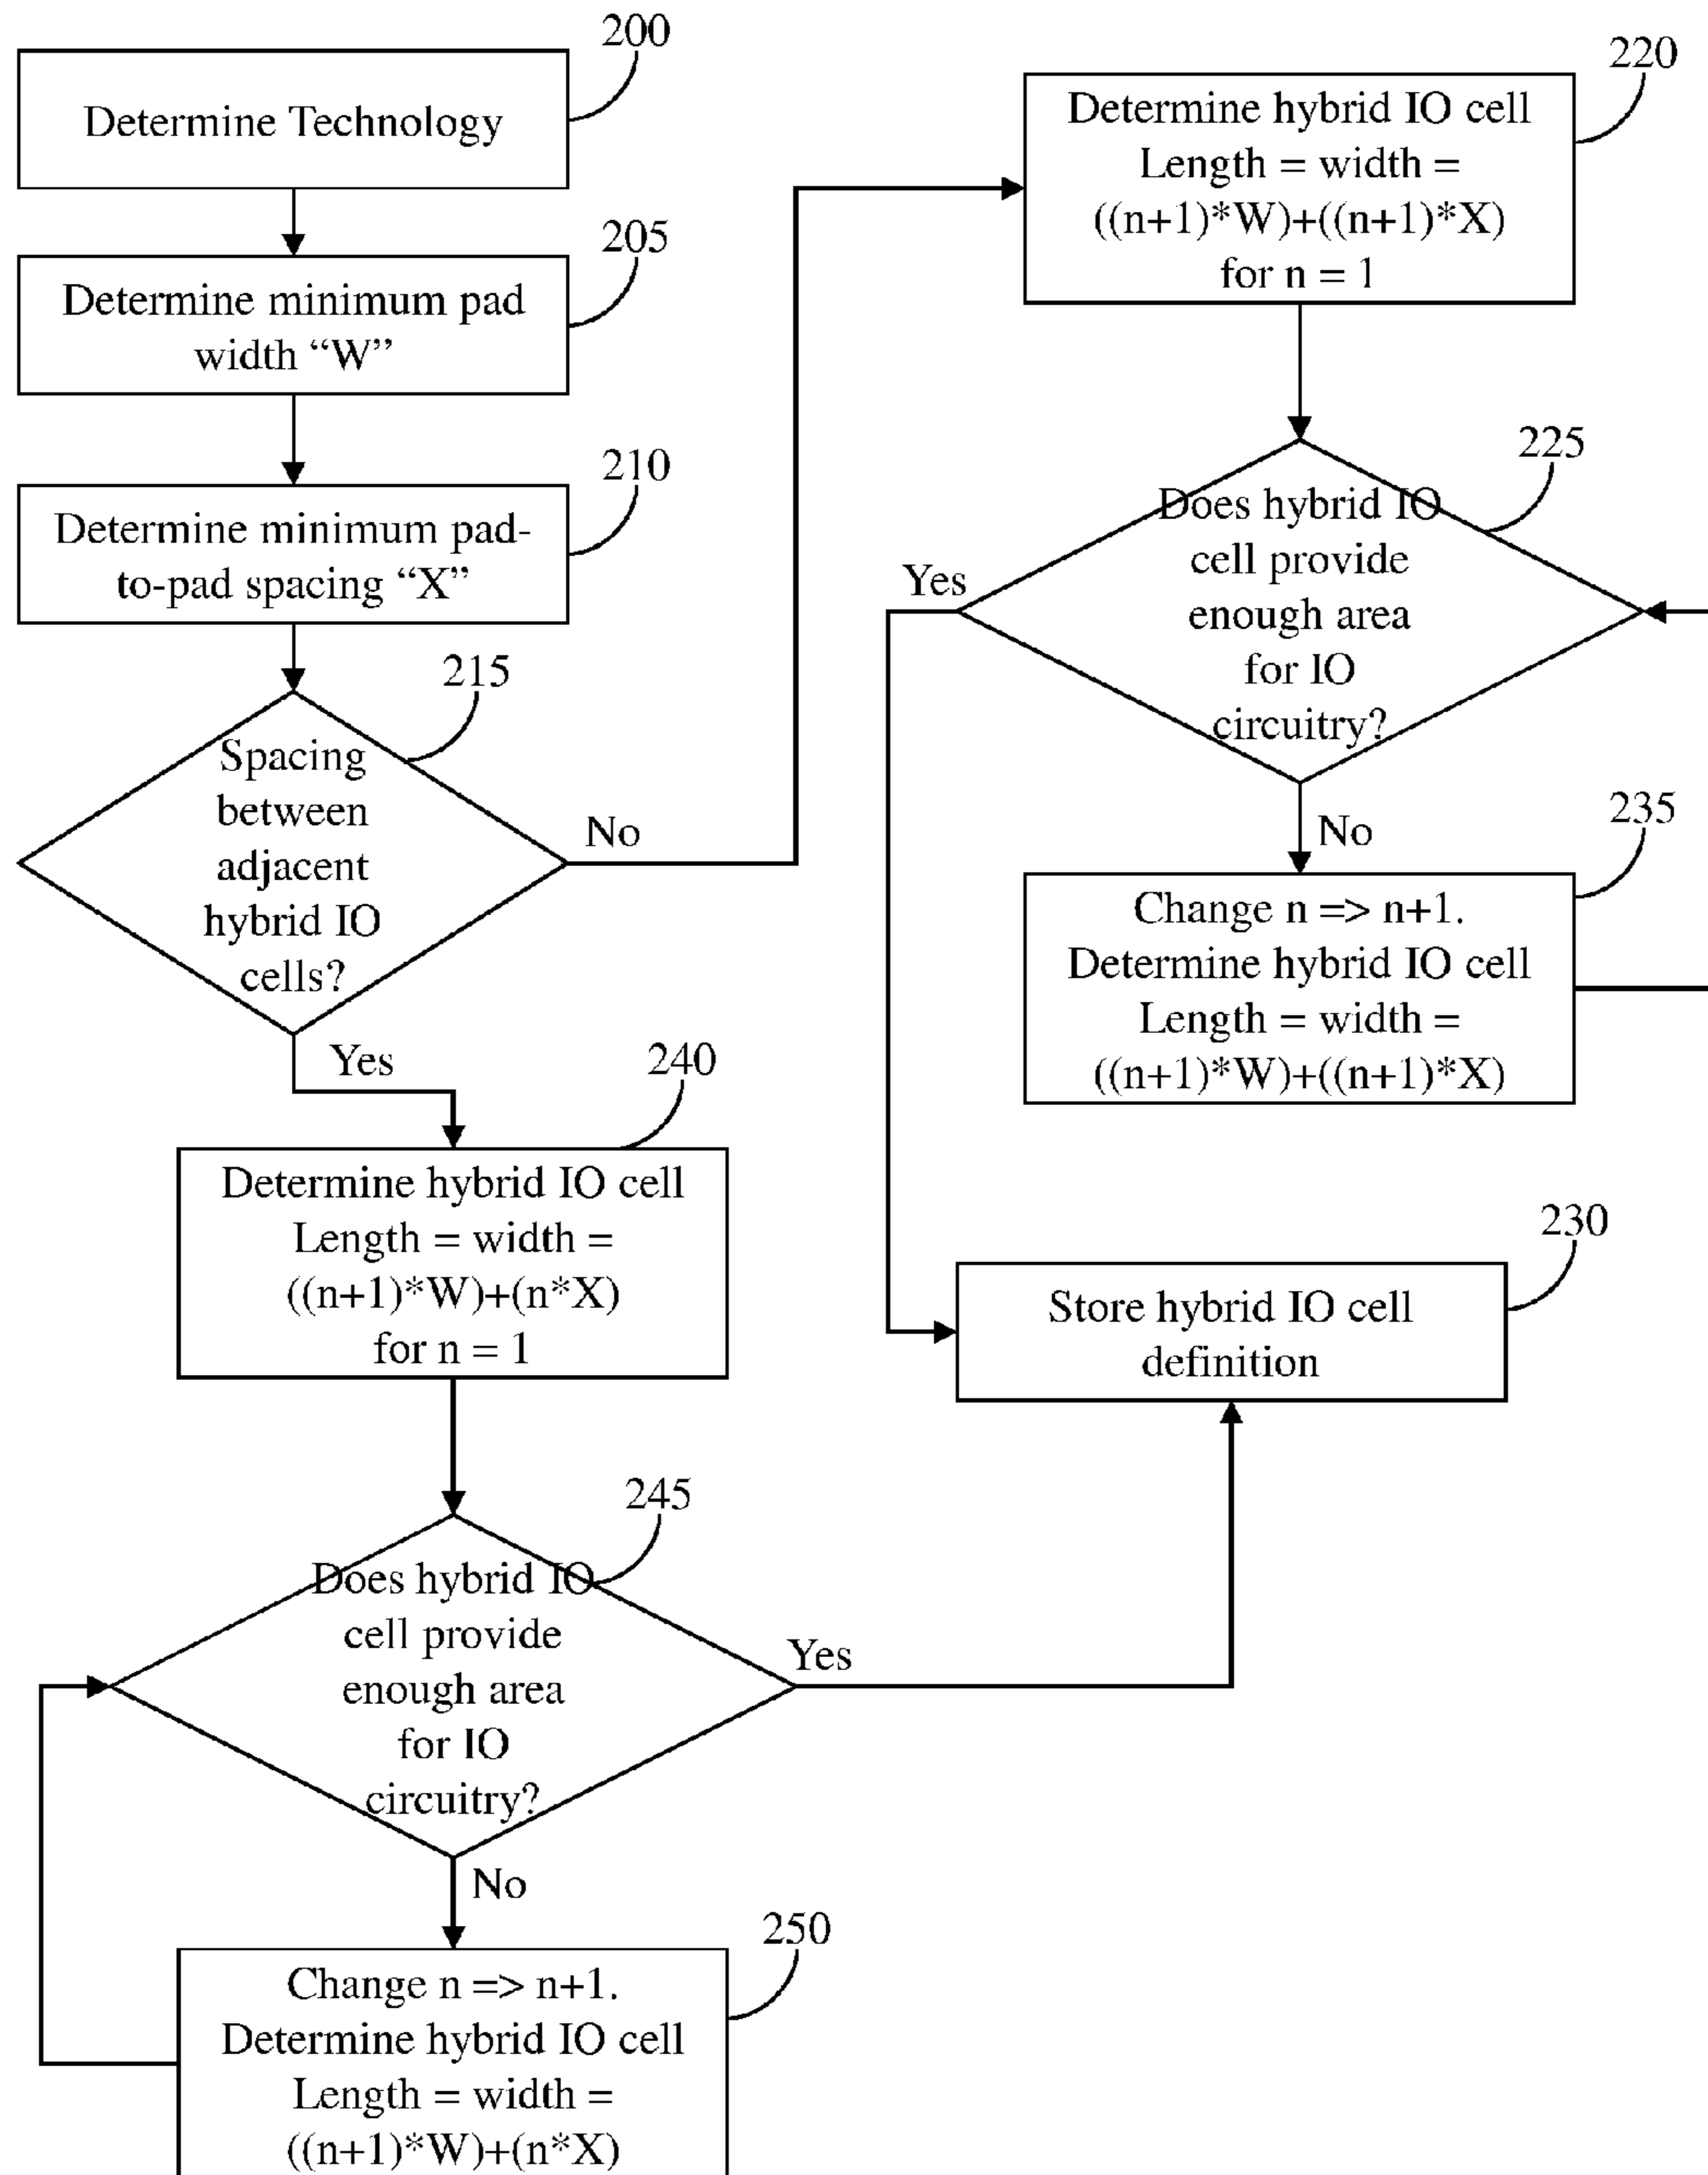 200
Determine Technology
205
Determine minimum pad
width “W”
210
Determine minimum pad-
to-pad spacing “X”
215
Spacing
between
adjacent
hybrid IO
cells?
No
Yes
220
Determine hybrid IO cell
Length = width =
((n+1)*W)+((n+1)*X)
for n = 1
225
Does hybrid IO
cell provide
enough area
for IO
circuitry?
Yes
No
235
Change n => n+1.
Determine hybrid IO cell
Length = width =
((n+1)*W)+((n+1)*X)
230
Store hybrid IO cell
definition
240
Determine hybrid IO cell
Length = width =
((n+1)*W)+(n*X)
for n = 1
245
Does hybrid IO
cell provide
enough area
for IO
circuitry?
Yes
No
250
Change n => n+1.
Determine hybrid IO cell
Length = width =
((n+1)*W)+(n*X)